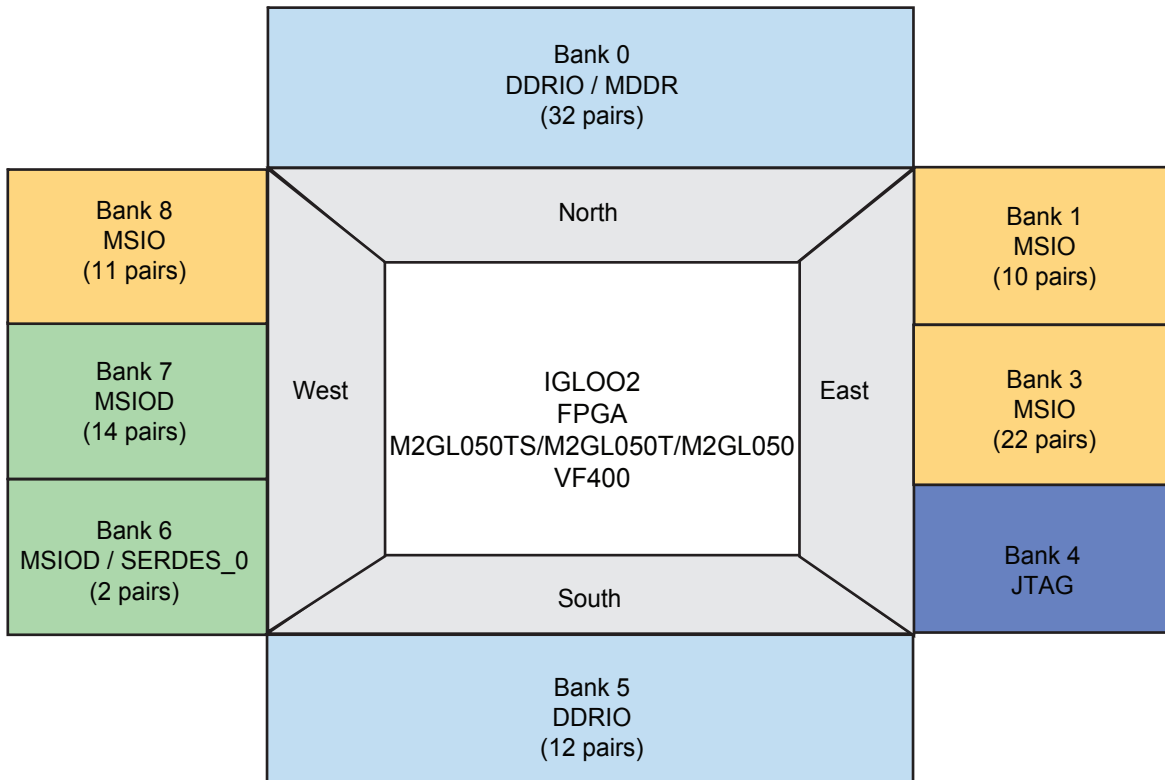 Bank 0
DDRIO / MDDR
(32 pairs)
Bank 8
MSIO
(11 pairs)
North
Bank 1
MSIO
(10 pairs)
Bank 7
MSIOD
(14 pairs)
West
IGLOO2
FPGA
M2GL050TS/M2GL050T/M2GL050
VF400
East
Bank 3
MSIO
(22 pairs)
Bank 6
MSIOD / SERDES_0
(2 pairs)
South
Bank 4
JTAG
Bank 5
DDRIO
(12 pairs)